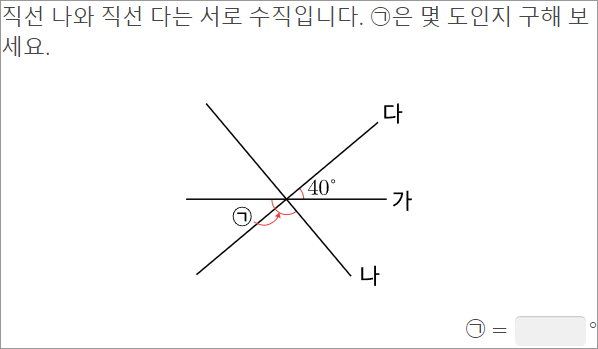 직선 나와 직선 다는 서로 수직입니다. ㉠은 몇 도인지 구해 보
세요.
다
40°
가
㉠
나
㉠ = °